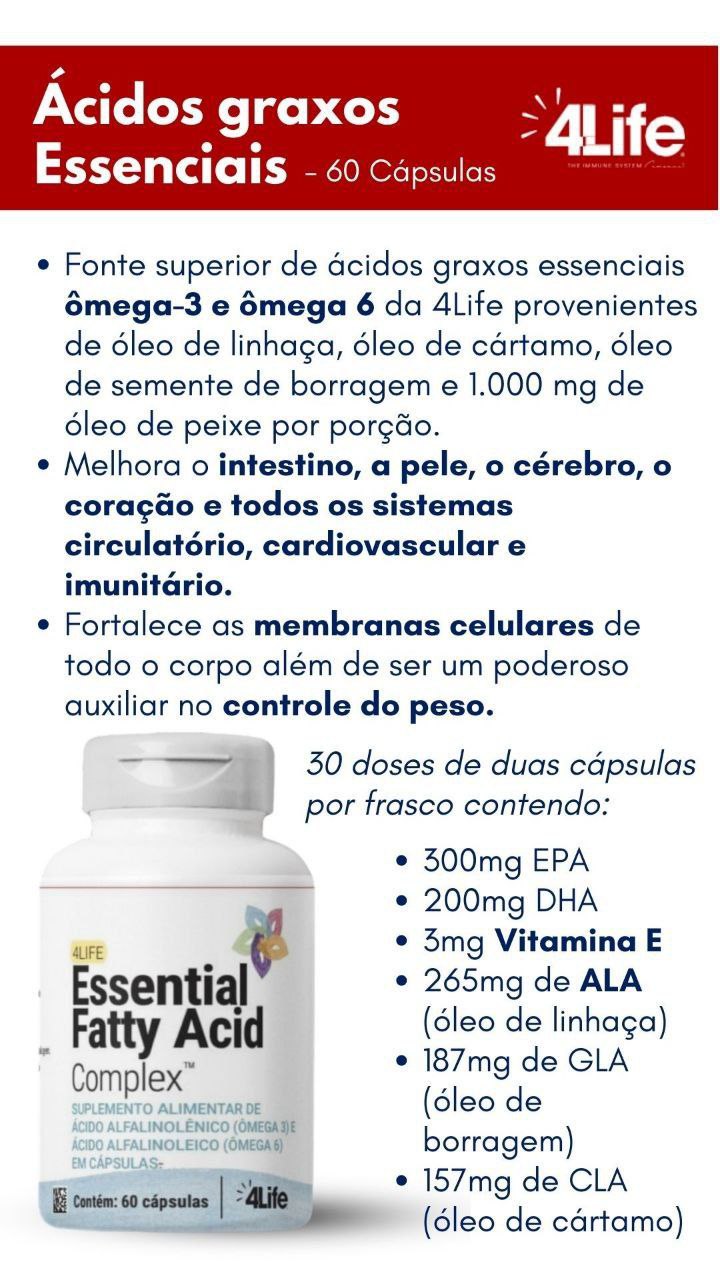 Ácidos graxos
Essenciais - 60 Cápsulas
4Life
THE IMMUNE SYSTEM
• Fonte superior de ácidos graxos essenciais
ômega-3 e ômega 6 da 4Life provenientes
de óleo de linhaça, óleo de cártamo, óleo
de semente de borragem e 1.000 mg de
óleo de peixe por porção.
• Melhora o intestino, a pele, o cérebro, o
coração e todos os sistemas
circulatório, cardiovascular e
imunitário.
• Fortalece as membranas celulares de
todo o corpo além de ser um poderoso
auxiliar no controle do peso.
30 doses de duas cápsulas
por frasco contendo:
• 300mg EPA
• 200mg DHA
• 3mg Vitamina E
• 265mg de ALA
(óleo de linhaça)
• 187mg de GLA
(óleo de
borragem)
• 157mg de CLA
(óleo de cártamo)
4LIFE
Essential
Fatty Acid
Complex™
SUPLEMENTO ALIMENTAR DE
ÁCIDO ALFALINOLÊNICO (ÔMEGA 3) E
ÁCIDO ALFALINOLEICO (ÔMEGA 6)
EM CÁPSULAS
Contém: 60 cápsulas
4Life